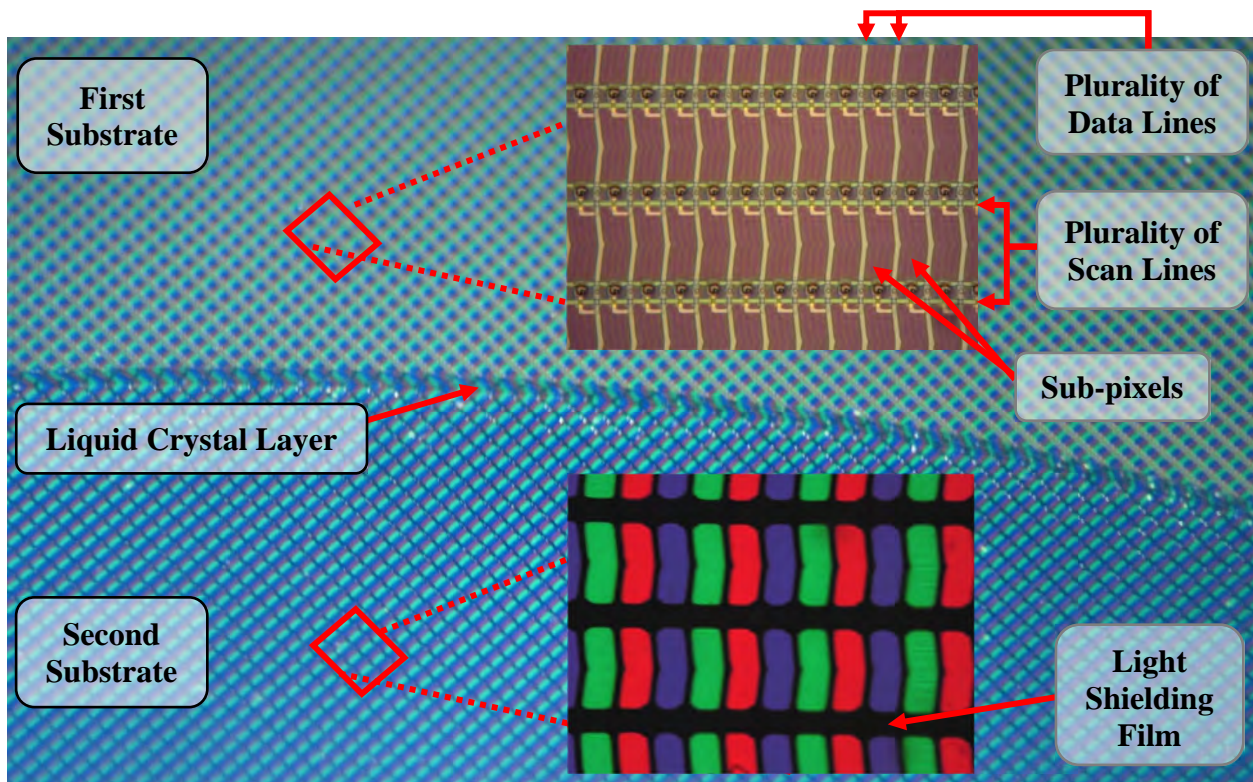 First
Substrate
Plurality of
Data Lines
Plurality of
Scan Lines
Sub-pixels
Liquid Crystal Layer
Second
Substrate
Light
Shielding
Film